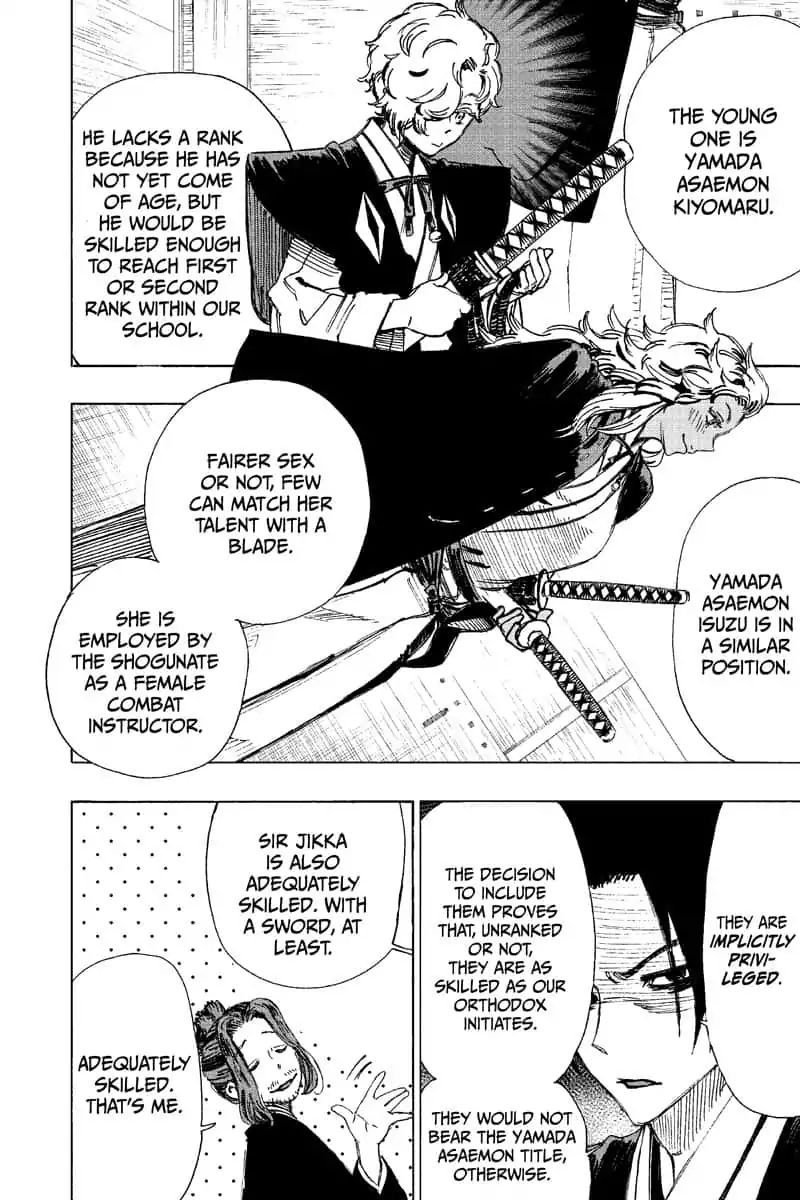 THE YOUNG
ONE IS
YAMADA
ASAEMON
KIYOMARU.
HE LACKS A RANK
BECAUSE HE HAS
NOT YET COME
OF AGE, BUT
HE WOULD BE
SKILLED ENOUGH
TO REACH FIRST
OR SECOND
RANK WITHIN OUR
SCHOOL.
YAMADA
ASAEMON
ISUZU IS IN
A SIMILAR
POSITION.
FAIRER SEX
OR NOT, FEW
CAN MATCH HER
TALENT WITH A
BLADE.
SHE IS
EMPLOYED BY
THE SHOGUNATE
AS A FEMALE
COMBAT
INSTRUCTOR.
THEY ARE
IMPLICITLY
PRIVI-
LEGED.
THE DECISION
TO INCLUDE
THEM PROVES
THAT, UNRANKED
OR NOT,
THEY ARE AS
SKILLED AS OUR
ORTHODOX
INITIATES.
THEY WOULD NOT
BEAR THE YAMADA
ASAEMON TITLE,
OTHERWISE.
SIR JIKKA
IS ALSO
ADEQUATELY
SKILLED. WITH
A SWORD, AT
LEAST.
ADEQUATELY
SKILLED.
THAT'S ME.